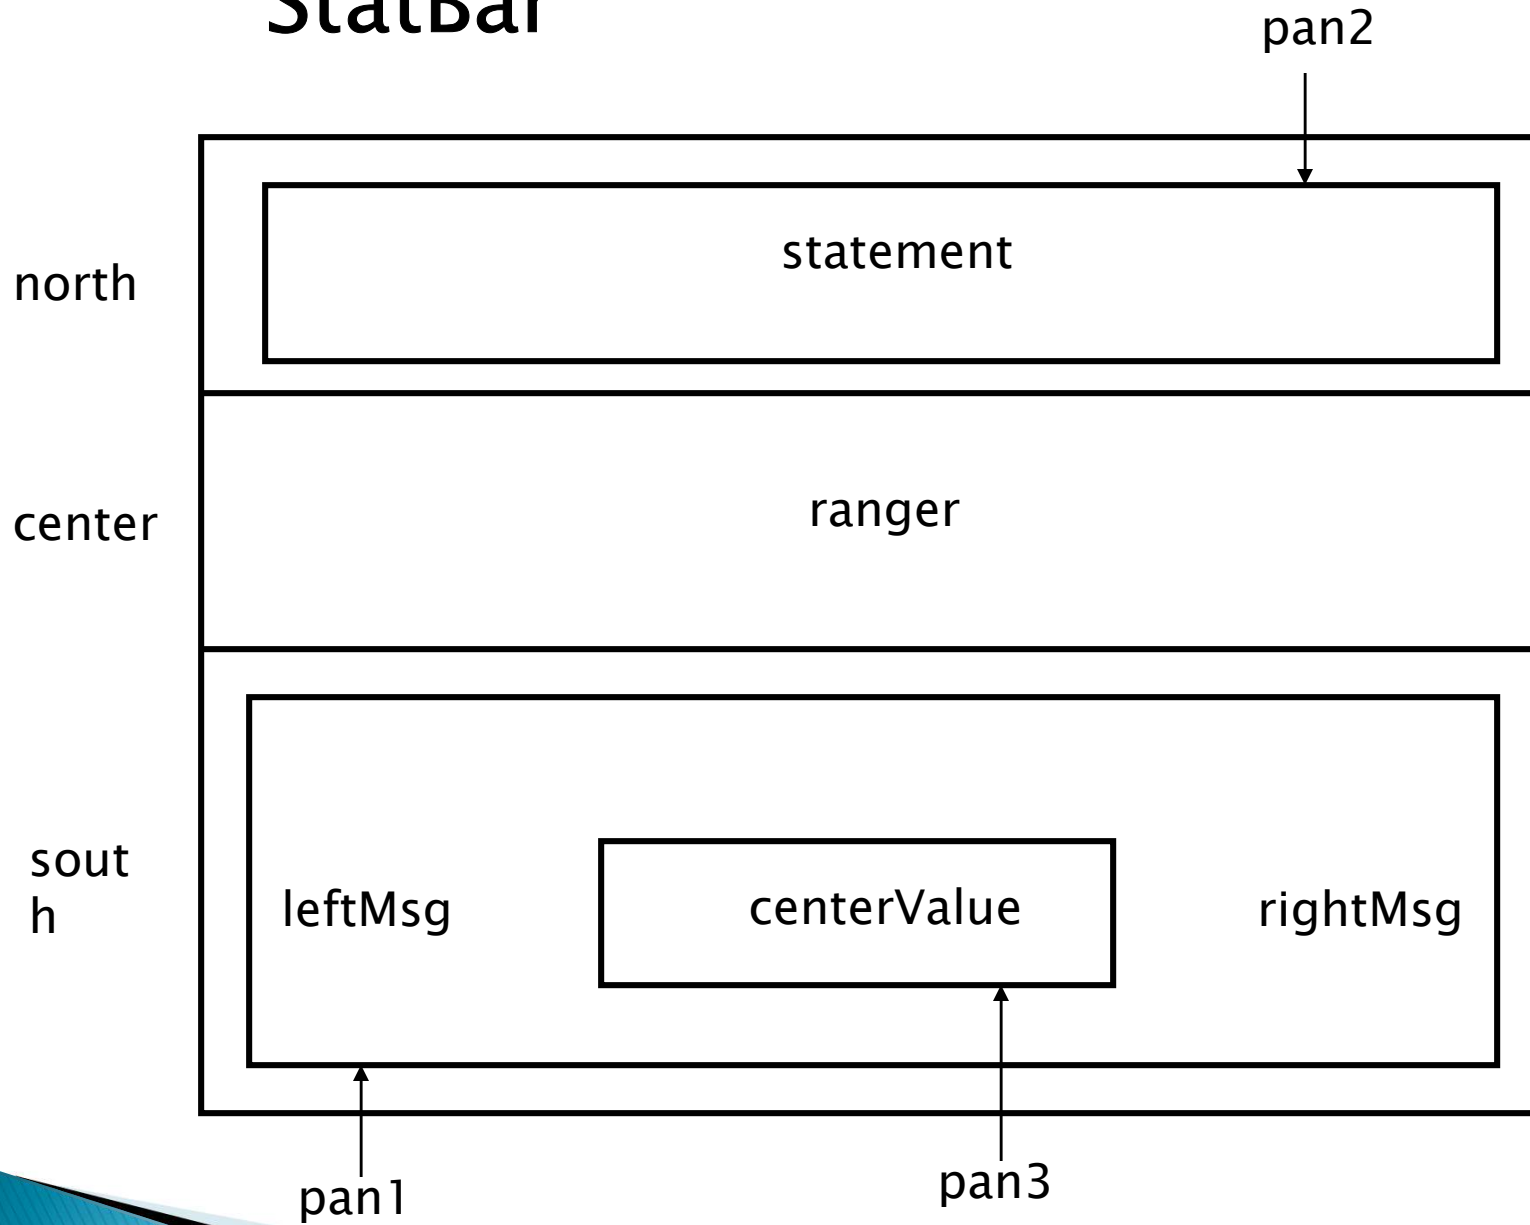 StatBar
pan2
north
statement
center
ranger
sout
h
leftMsg
centerValue
rightMsg
pan1
pan3